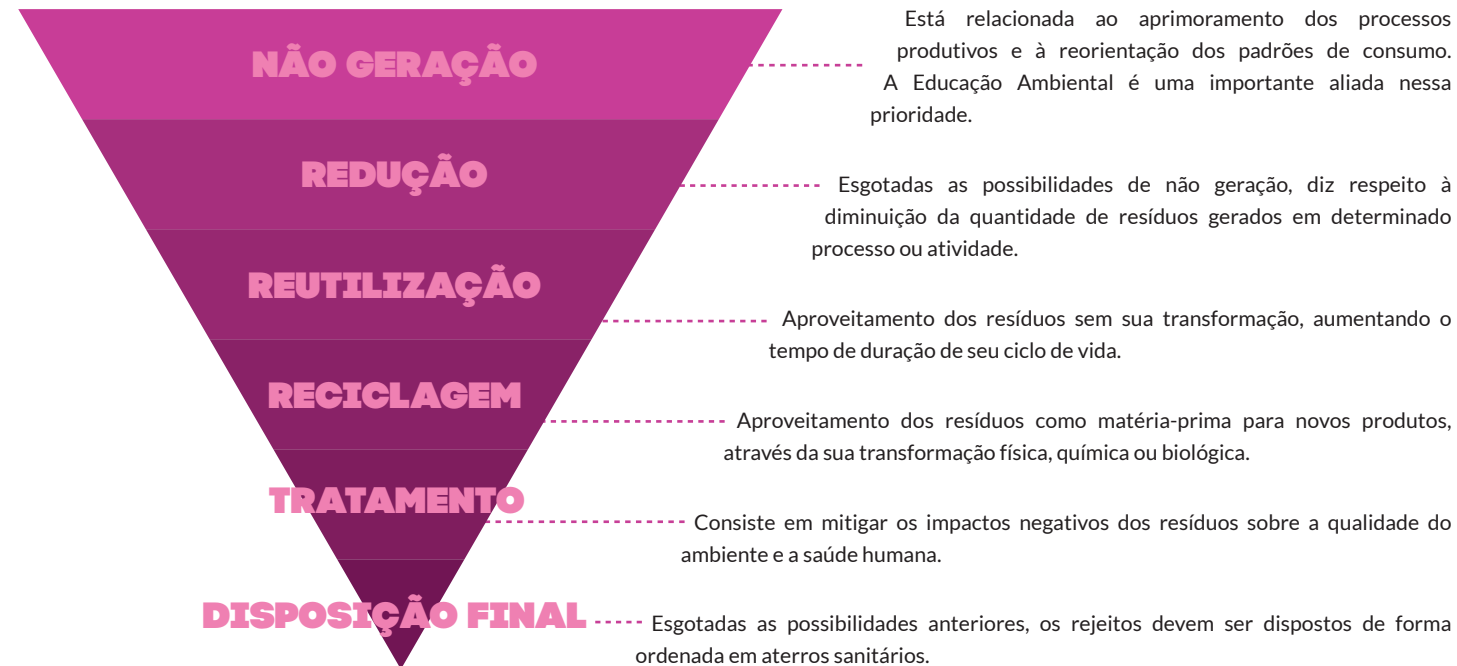 NÃO GERAÇÃO
Está relacionada ao aprimoramento dos processos
produtivos e à reorientação dos padrões de consumo.
A Educação Ambiental é uma importante aliada nessa
prioridade.
REDUÇÃO
Esgotadas as possibilidades de não geração, diz respeito à
diminuição da quantidade de resíduos gerados em determinado
processo ou atividade.
REUTILIZAÇÃO
Aproveitamento dos resíduos sem sua transformação, aumentando o
tempo de duração de seu ciclo de vida.
RECICLAGEM
Aproveitamento dos resíduos como matéria-prima para novos produtos,
através da sua transformação física, química ou biológica.
TRATAMENTO
Consiste em mitigar os impactos negativos dos resíduos sobre a qualidade do
ambiente e a saúde humana.
DISPOSIÇÃO FINAL
Esgotadas as possibilidades anteriores, os rejeitos devem ser dispostos de forma
ordenada em aterros sanitários.